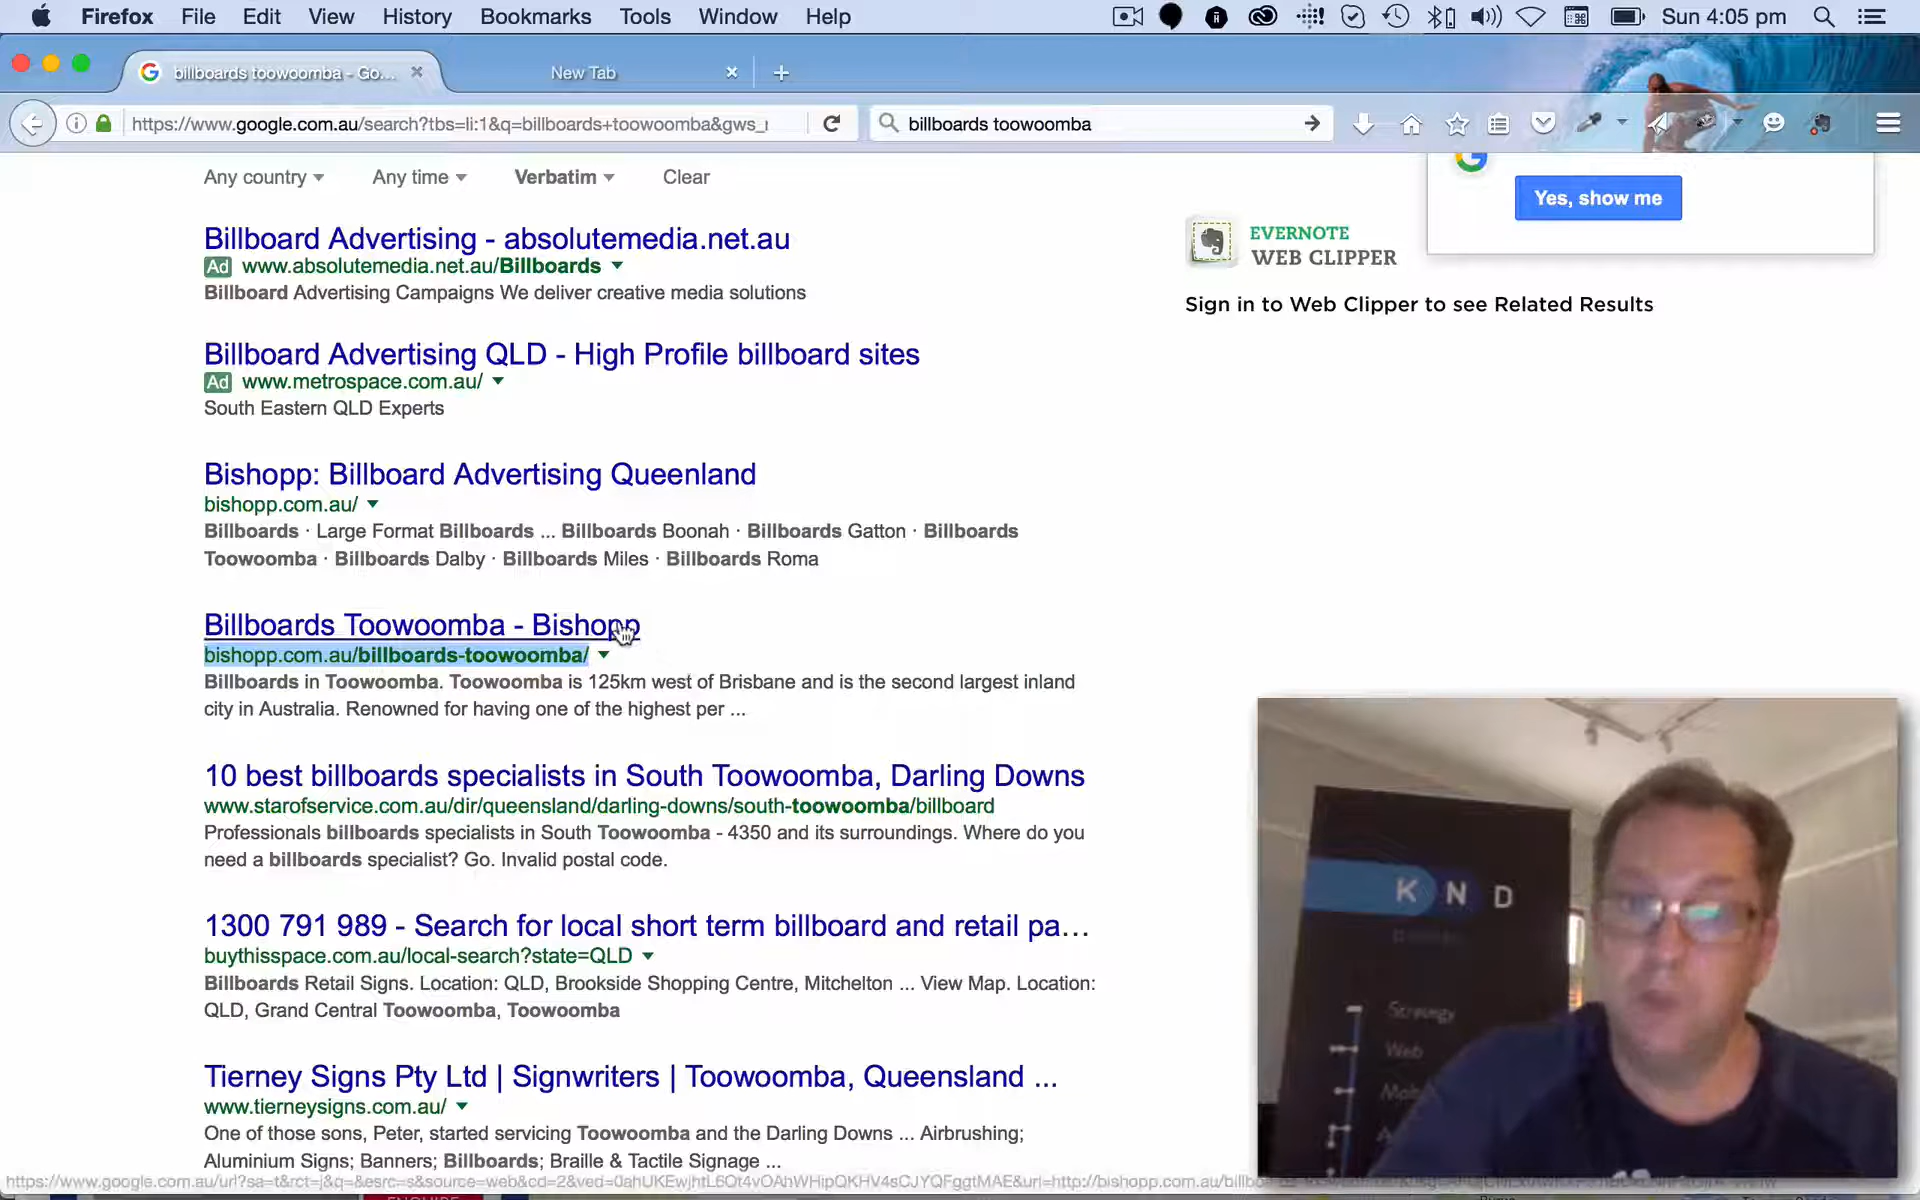 Firefox File Edit View History Bookmarks Tools Window Help Sun 4:05 pm
billboards toowoomba - Go... New Tab
https://www.google.com.au/search?tbs=li:1&q=billboards+toowoomba&gws_ billboards toowoomba
Any country Any time Verbatim Clear
Yes, show me
Billboard Advertising - absolutemedia.net.au
Ad www.absolutemedia.net.au/Billboards
Billboard Advertising Campaigns We deliver creative media solutions
EVERNOTE
WEB CLIPPER
Sign in to Web Clipper to see Related Results
Billboard Advertising QLD - High Profile billboard sites
Ad www.metrospace.com.au/
South Eastern QLD Experts
Bishopp: Billboard Advertising Queenland
bishopp.com.au/
Billboards · Large Format Billboards ... Billboards Boonah · Billboards Gatton · Billboards
Toowoomba · Billboards Dalby · Billboards Miles · Billboards Roma
Billboards Toowoomba - Bishopp
bishopp.com.au/billboards-toowoomba/
Billboards in Toowoomba. Toowoomba is 125km west of Brisbane and is the second largest inland
city in Australia. Renowned for having one of the highest per ...
10 best billboards specialists in South Toowoomba, Darling Downs
www.starofservice.com.au/dir/queensland/darling-downs/south-toowoomba/billboard
Professionals billboards specialists in South Toowoomba - 4350 and its surroundings. Where do you
need a billboards specialist? Go. Invalid postal code.
1300 791 989 - Search for local short term billboard and retail pa...
buythisspace.com.au/local-search?state=QLD
Billboards Retail Signs. Location: QLD, Brookside Shopping Centre, Mitchelton ... View Map. Location:
QLD, Grand Central Toowoomba, Toowoomba
Tierney Signs Pty Ltd | Signwriters | Toowoomba, Queensland ...
www.tierneysigns.com.au/
One of those sons, Peter, started servicing Toowoomba and the Darling Downs ... Airbrushing;
Aluminium Signs; Banners; Billboards; Braille & Tactile Signage ...
KND
Strategy
Web